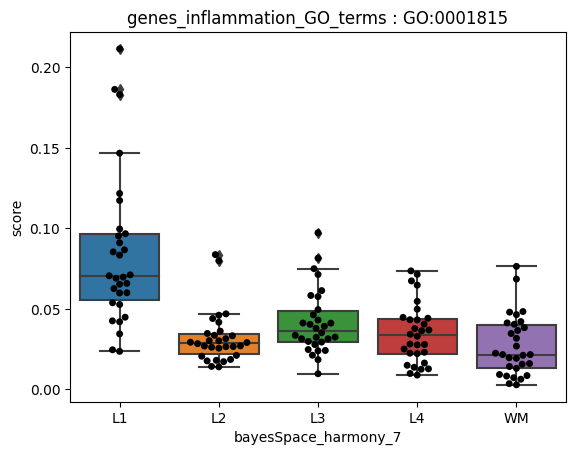 genes_inflammation_GO_terms : GO:0001815
score
0.20
0.15
0.10
0.05
0.00
L1 L2 L3 L4 WM
bayesSpace_harmony_7